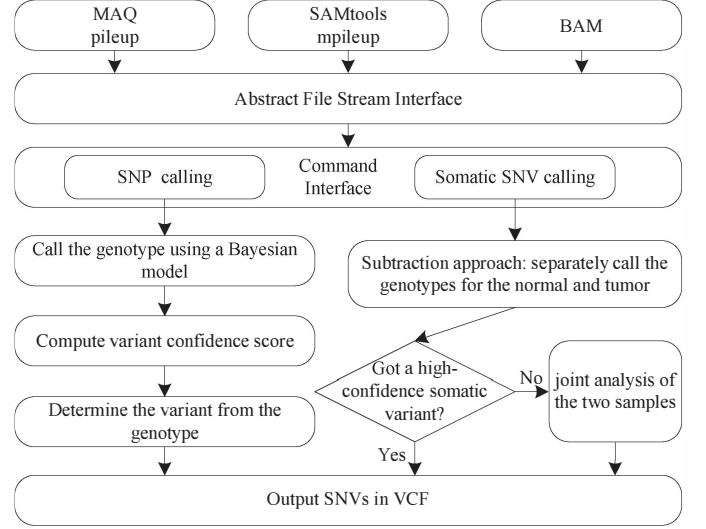 MAQ
pileup
SAMtools
mpileup
BAM
Abstract File Stream Interface
SNP calling
Command
Interface
Somatic SNV calling
Call the genotype using a Bayesian
model
Subtraction approach: separately call the
genotypes for the normal and tumor
Compute variant confidence score
Got a high-
confidence somatic
variant?
No
joint analysis of
the two samples
Determine the variant from the
genotype
Yes
Output SNVs in VCF